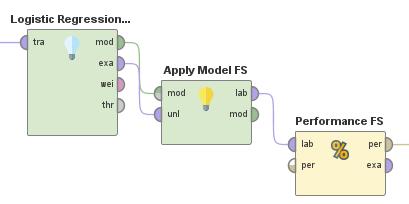 Logistic Regression...
tra mod
exa
wei
thr
Apply Model FS
mod lab
unl mod
Performance FS
lab % per
per exa